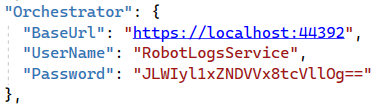 "Orchestrator": {
"BaseUrl": "https://localhost:44392",
"UserName": "RobotLogsService",
"Password": "JLWIyl1xZNDVVx8tcVllOg=="
},